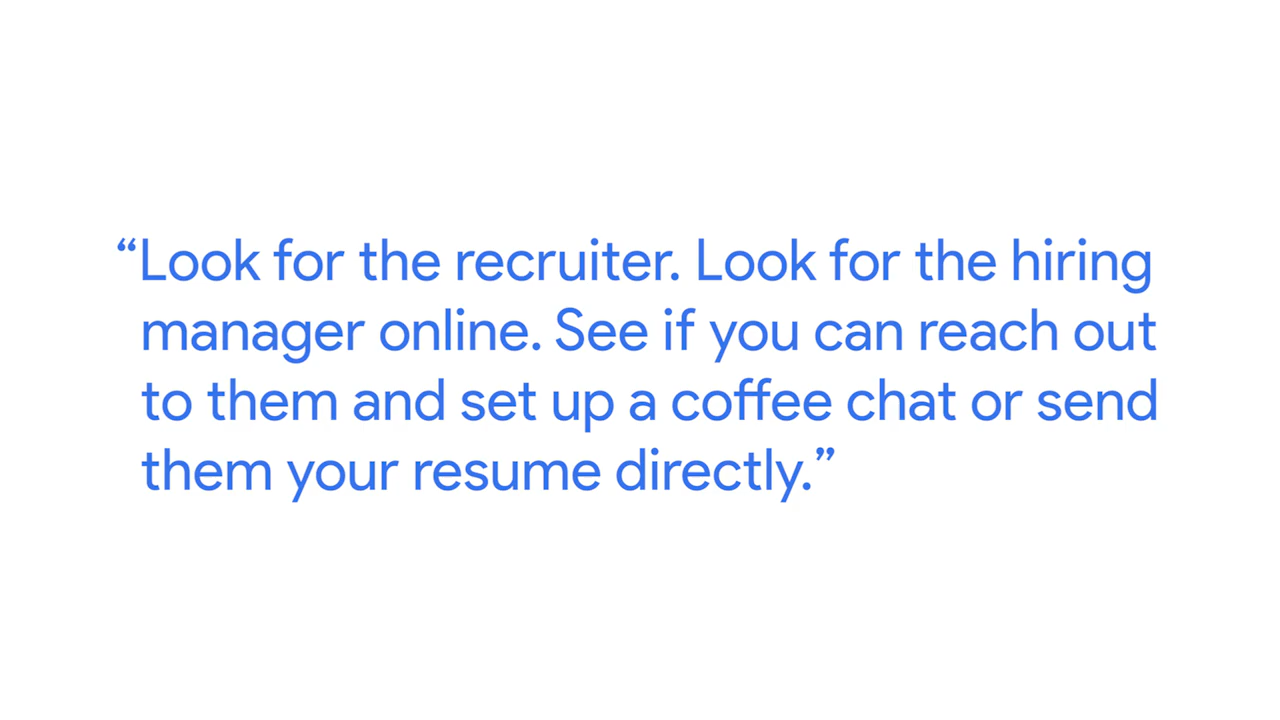 “Look for the recruiter. Look for the hiring
manager online. See if you can reach out
to them and set up a coffee chat or send
them your resume directly.”